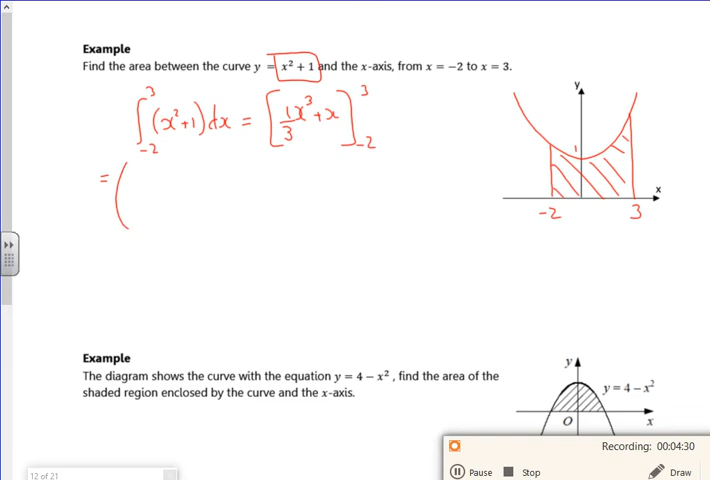 Example
Find the area between the curve y = x² + 1 and the x-axis, from x = −2 to x = 3.
∫₋₂³ (x²+1) dx = [1/3 x³ + x]₋₂³
= (
y
1
x
-2 3
Example
The diagram shows the curve with the equation y = 4 − x², find the area of the
shaded region enclosed by the curve and the x-axis.
y
y = 4 − x²
O
x
Recording: 00:04:30
Pause Stop Draw
12 of 21